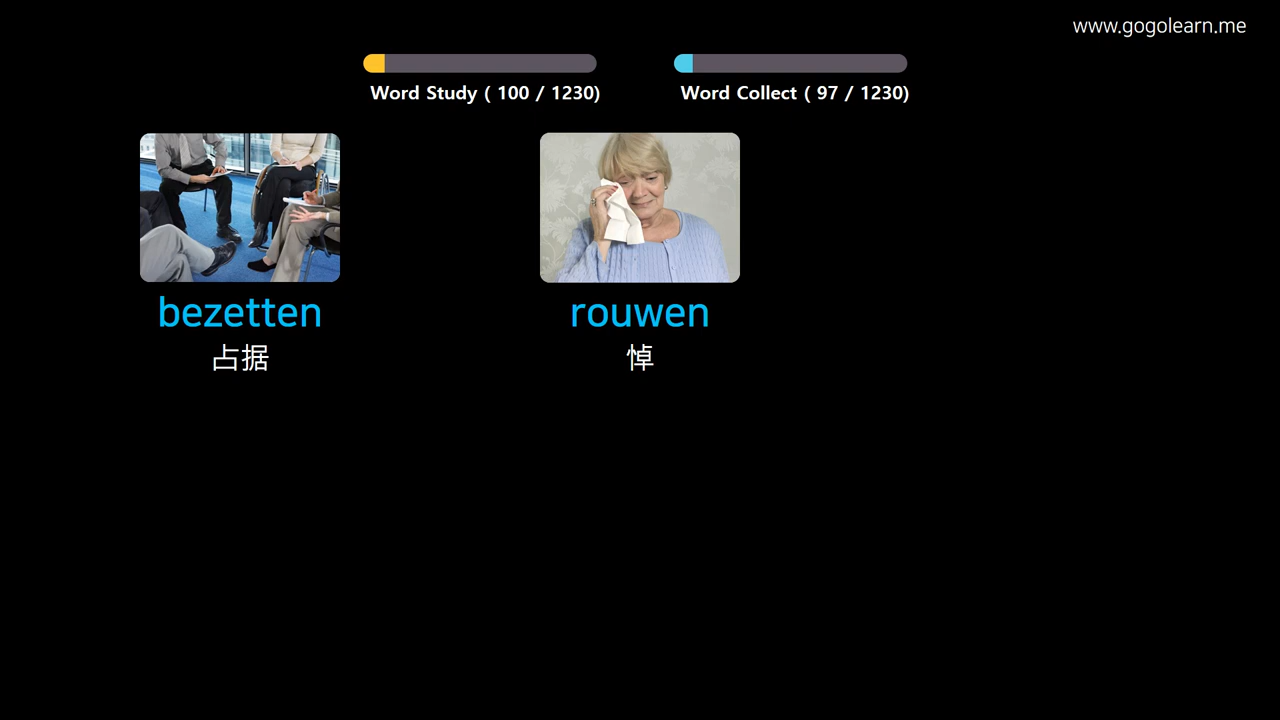 www.gogolearn.me
Word Study ( 100 / 1230)
Word Collect ( 97 / 1230)
bezetten
占据
rouwen
悼